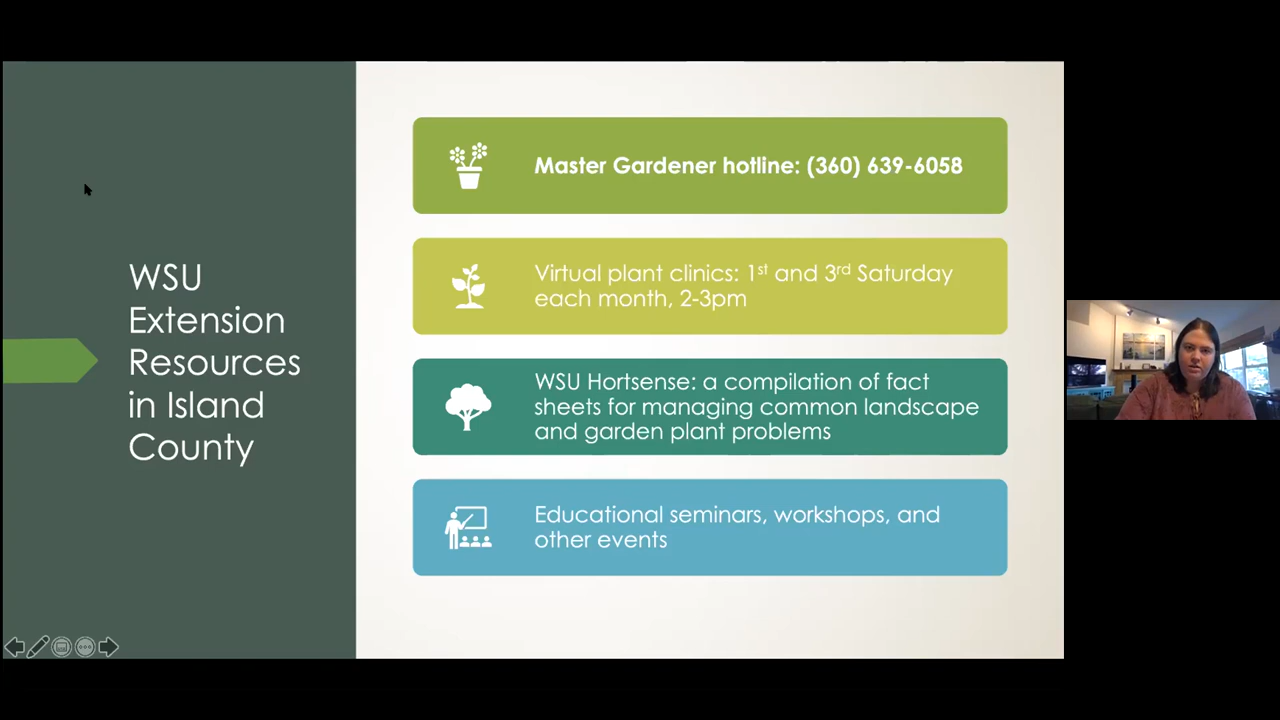 WSU
Extension
Resources
in Island
County
Master Gardener hotline: (360) 639-6058
Virtual plant clinics: 1st and 3rd Saturday
each month, 2-3pm
WSU Hortsense: a compilation of fact
sheets for managing common landscape
and garden plant problems
Educational seminars, workshops, and
other events